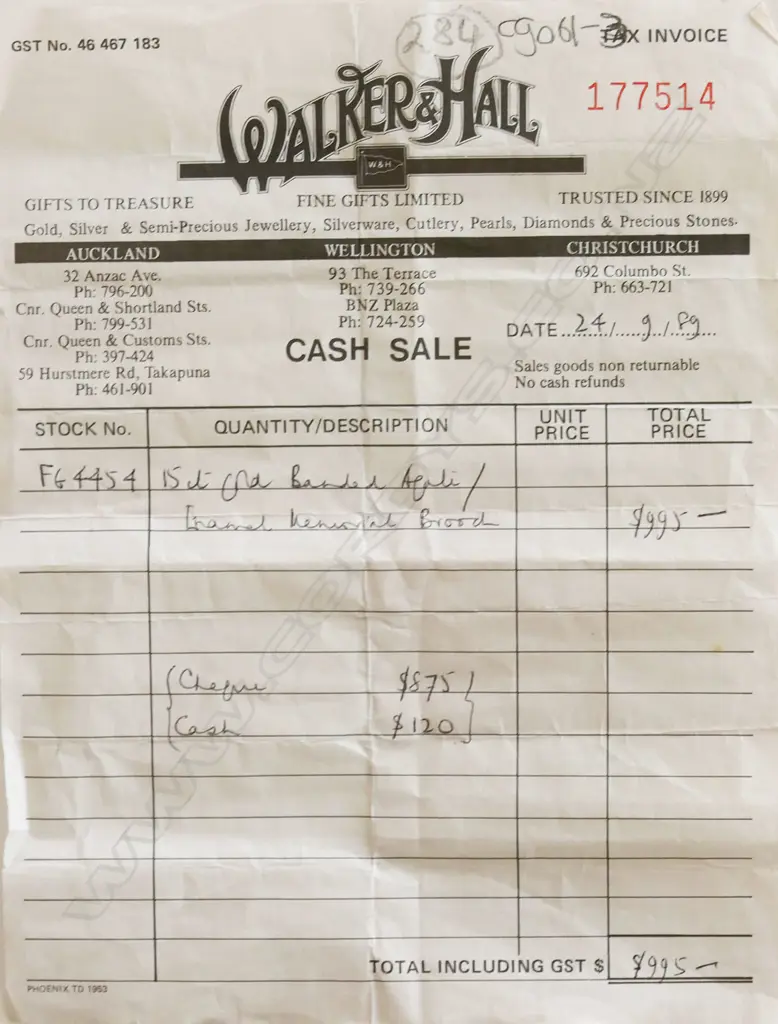 284 cg061-3
GST No. 46 467 183
TAX INVOICE
177514
WALKER & HALL
W&H
GIFTS TO TREASURE FINE GIFTS LIMITED TRUSTED SINCE 1899
Gold, Silver & Semi-Precious Jewellery, Silverware, Cutlery, Pearls, Diamonds & Precious Stones.
AUCKLAND WELLINGTON CHRISTCHURCH
32 Anzac Ave. 93 The Terrace 692 Columbo St.
Ph: 796-200 Ph: 739-266 Ph: 663-721
Cnr. Queen & Shortland Sts. BNZ Plaza
Ph: 799-531 Ph: 724-259
Cnr. Queen & Customs Sts.
Ph: 397-424
59 Hurstmere Rd, Takapuna
Ph: 461-901
CASH SALE
DATE 24/9/89
Sales goods non returnable
No cash refunds
STOCK No. QUANTITY/DESCRIPTION UNIT PRICE TOTAL PRICE
FG4454 15ct Gold Banded Agate/
Enamel Memorial Brooch $995 —
Cheque $875
Cash $120
TOTAL INCLUDING GST $ $995 —
PHOENIX TD 1953